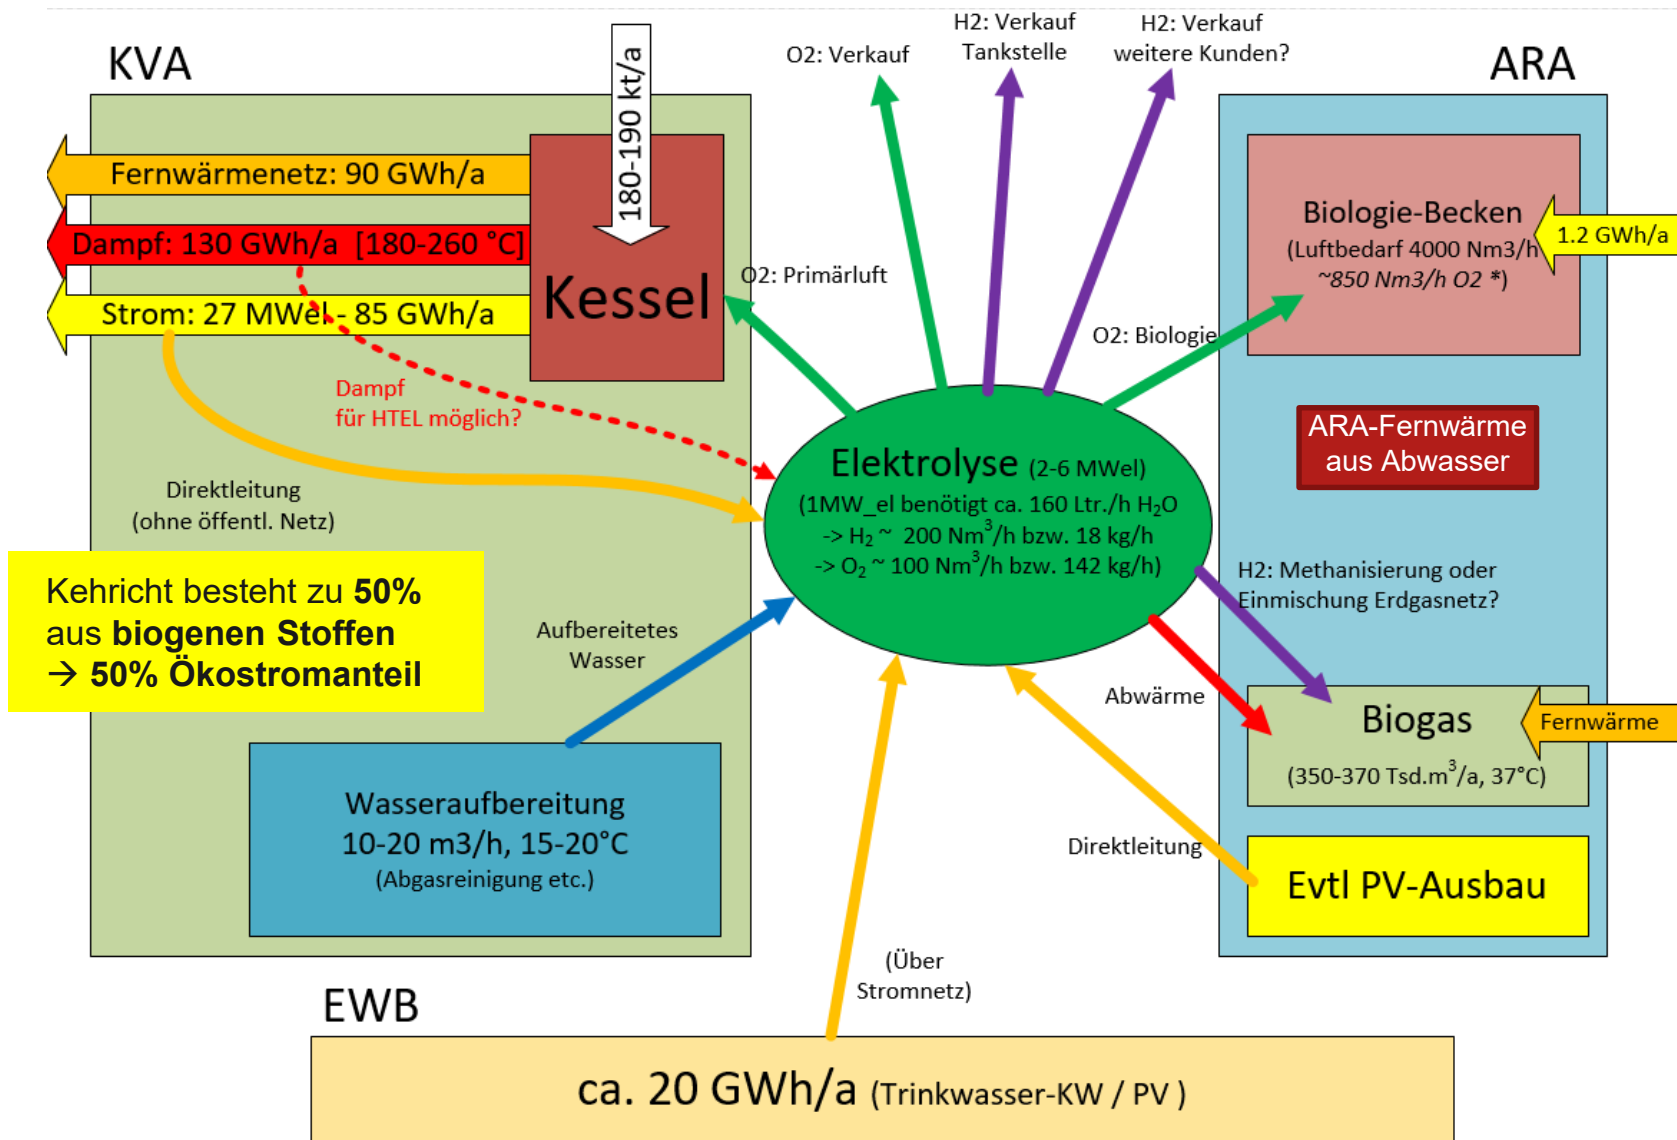 KVA
180-190 kt/a
Fernwärmenetz: 90 GWh/a
Dampf: 130 GWh/a [180-260 °C]
Strom: 27 MWel - 85 GWh/a
Kessel
O2: Primärluft
O2: Verkauf
H2: Verkauf
Tankstelle
H2: Verkauf
weitere Kunden?
ARA
Biologie-Becken
(Luftbedarf 4000 Nm3/h
~850 Nm3/h O2 *)
1.2 GWh/a
O2: Biologie
Dampf
für HTEL möglich?
Direktleitung
(ohne öffentl. Netz)
Elektrolyse (2-6 MWel)
(1MW_el benötigt ca. 160 Ltr./h H₂O
-> H₂ ~ 200 Nm³/h bzw. 18 kg/h
-> O₂ ~ 100 Nm³/h bzw. 142 kg/h)
ARA-Fernwärme
aus Abwasser
Kehricht besteht zu 50%
aus biogenen Stoffen
→ 50% Ökostromanteil
Aufbereitetes
Wasser
H2: Methanisierung oder
Einmischung Erdgasnetz?
Abwärme
Biogas
(350-370 Tsd.m³/a, 37°C)
Fernwärme
Wasseraufbereitung
10-20 m3/h, 15-20°C
(Abgasreinigung etc.)
Direktleitung
Evtl PV-Ausbau
(Über
Stromnetz)
EWB
ca. 20 GWh/a (Trinkwasser-KW / PV )